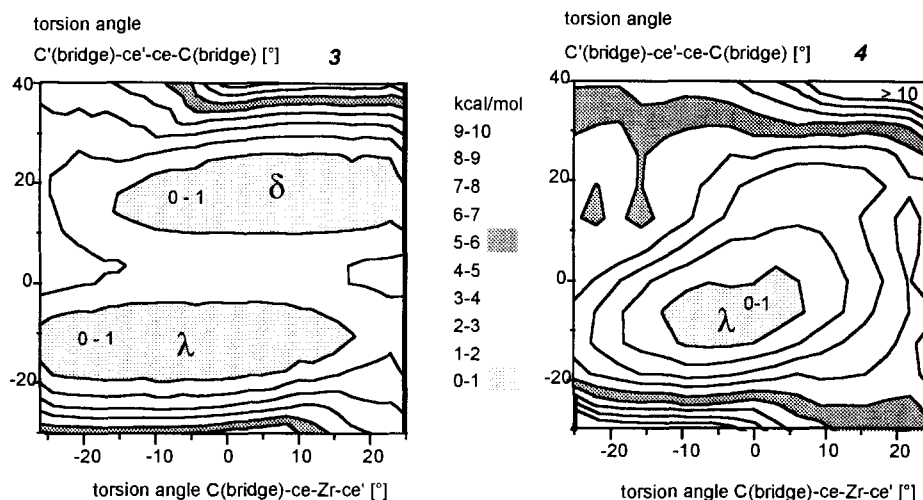 torsion angle
C'(bridge)-ce'-ce-C(bridge) [°] 3
40
20
0
-20
0 - 1
δ
0 - 1
λ
-20 -10 0 10 20
torsion angle C(bridge)-ce-Zr-ce' [°]
kcal/mol
9-10
8-9
7-8
6-7
5-6
4-5
3-4
2-3
1-2
0-1
torsion angle
C'(bridge)-ce'-ce-C(bridge) [°] 4
40
20
0
-20
> 10
0-1
λ
-20 -10 0 10 20
torsion angle C(bridge)-ce-Zr-ce' [°]